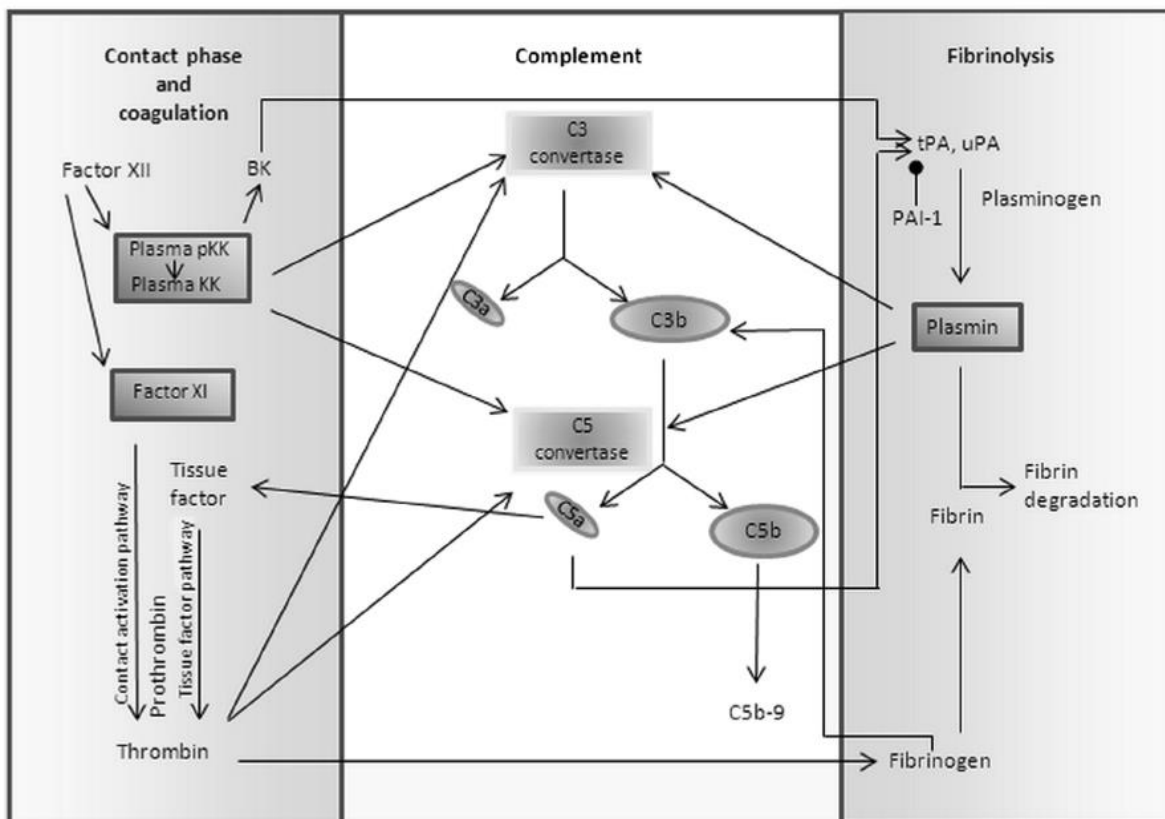 Contact phase
and
coagulation
Factor XII
BK
Plasma pKK
Plasma KK
Factor XI
Tissue
factor
Contact activation pathway
Prothrombin
Tissue factor pathway
Thrombin
Complement
C3
convertase
C3a
C3b
C5
convertase
C5a
C5b
C5b-9
Fibrinolysis
tPA, uPA
PAI-1
Plasminogen
Plasmin
Fibrin
degradation
Fibrin
Fibrinogen